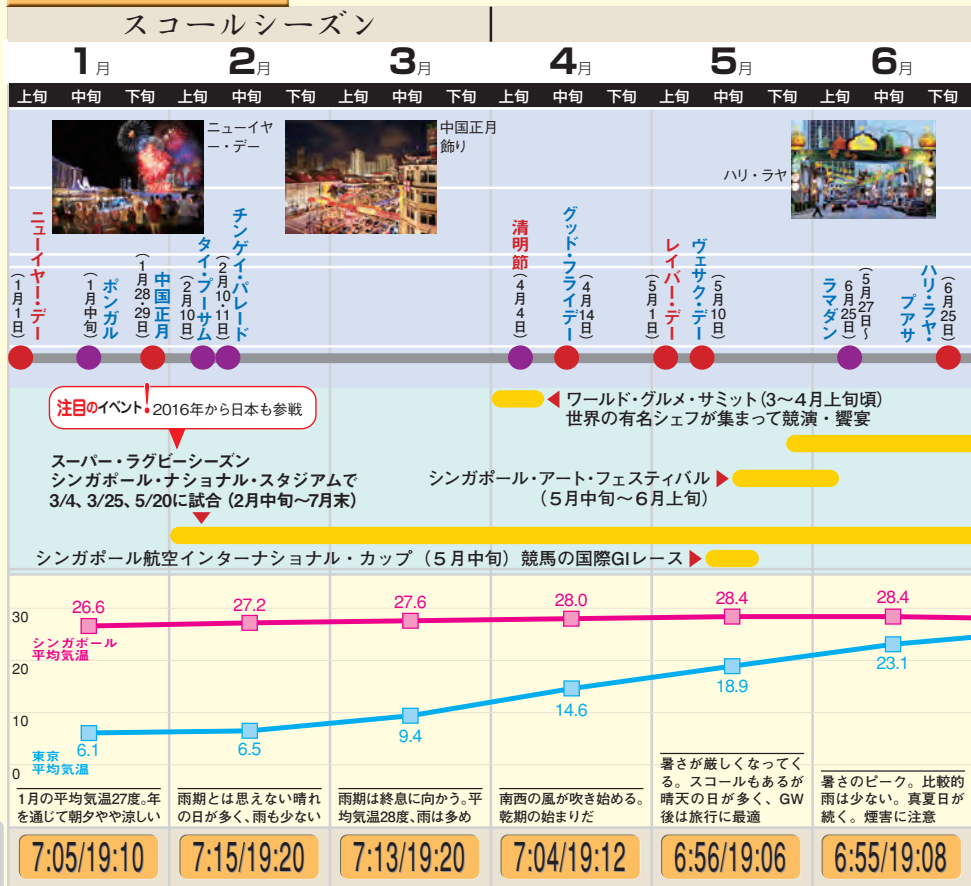 スコールシーズン
1月
2月
3月
4月
5月
6月
上旬 中旬 下旬 上旬 中旬 下旬 上旬 中旬 下旬 上旬 中旬 下旬 上旬 中旬 下旬 上旬 中旬 下旬
ニューイヤ
ー・デー
中国正月
飾り
ハリ・ラヤ
ニューイヤー・デー
(1月1日)
ポンガル
(1月中旬)
中国正月
(1月28・29日)
タイ・プーサム
(2月10日)
チンゲイ・パレード
(2月10・11日)
清明節
(4月4日)
グッド・フライデー
(4月14日)
レイバー・デー
(5月1日)
ヴェサク・デー
(5月10日)
ラマダン
(5月27日〜
6月25日)
ハリ・ラヤ・
プアサ
(6月25日)
注目のイベント! 2016年から日本も参戦
スーパー・ラグビーシーズン
シンガポール・ナショナル・スタジアムで
3/4、3/25、5/20に試合(2月中旬〜7月末)
ワールド・グルメ・サミット(3〜4月上旬頃)
世界の有名シェフが集まって競演・饗宴
シンガポール・アート・フェスティバル
(5月中旬〜6月上旬)
シンガポール航空インターナショナル・カップ(5月中旬)競馬の国際GIレース
30
20
10
0
26.6
27.2
27.6
28.0
28.4
28.4
シンガポール
平均気温
6.1
6.5
9.4
14.6
18.9
23.1
東京
平均気温
1月の平均気温27度。年
を通じて朝夕やや涼しい
雨期とは思えない晴れ
の日が多く、雨も少ない
雨期は終息に向かう。平
均気温28度、雨は多め
南西の風が吹き始める。
乾期の始まりだ
暑さが厳しくなってく
る。スコールもあるが
晴天の日が多く、GW
後は旅行に最適
暑さのピーク。比較的
雨は少ない。真夏日が
続く。煙害に注意
7:05/19:10
7:15/19:20
7:13/19:20
7:04/19:12
6:56/19:06
6:55/19:08